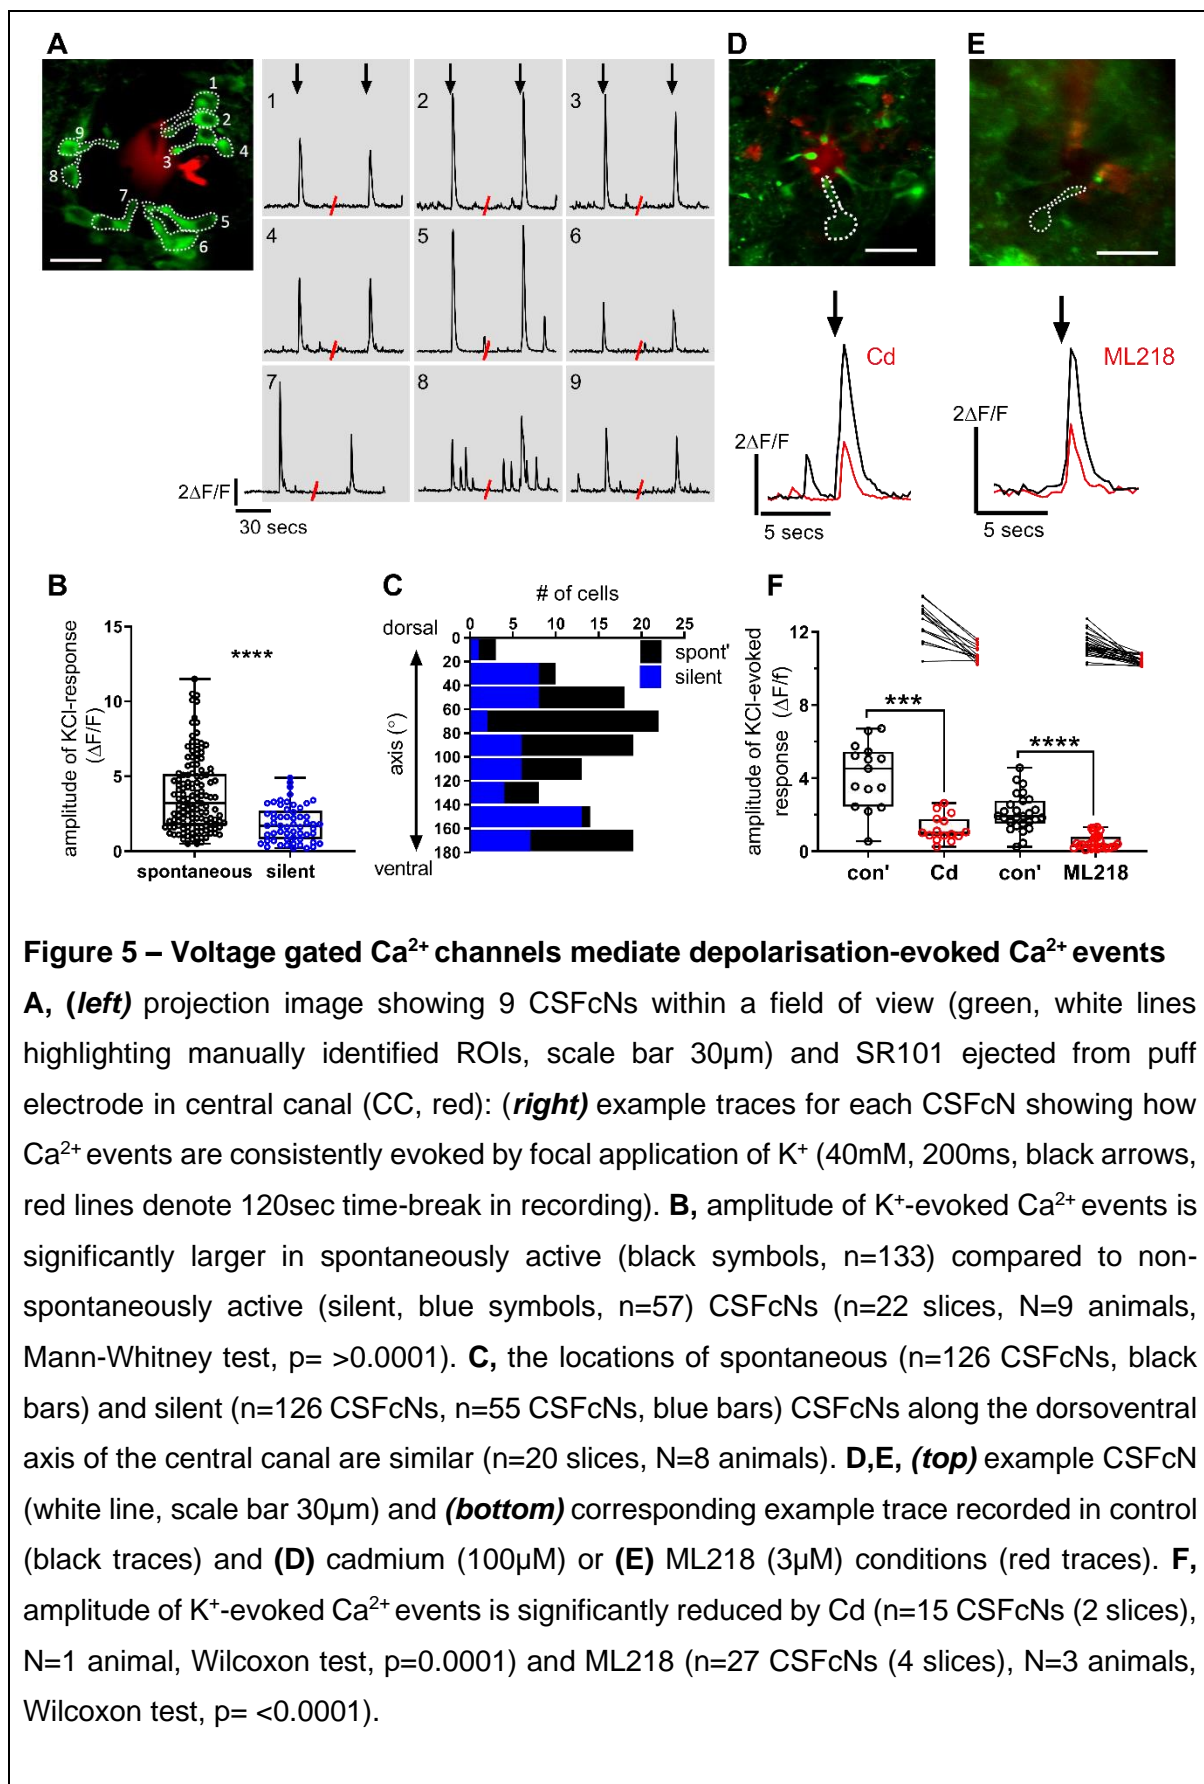 A
D
E
1
2
3
4
5
6
7
8
9
1
2
3
4
5
6
7
8
9
2ΔF/F
30 secs
Cd
2ΔF/F
5 secs
ML218
2ΔF/F
5 secs
B
amplitude of KCl-response
(ΔF/F)
15
10
5
0
****
spontaneous silent
C
# of cells
0 5 10 15 20 25
dorsal
axis (°)
ventral
0
20
40
60
80
100
120
140
160
180
spont'
silent
F
amplitude of KCl-evoked
response (ΔF/f)
12
8
4
0
***
****
con' Cd con' ML218
Figure 5 – Voltage gated Ca²⁺ channels mediate depolarisation-evoked Ca²⁺ events
A, (left) projection image showing 9 CSFcNs within a field of view (green, white lines
highlighting manually identified ROIs, scale bar 30µm) and SR101 ejected from puff
electrode in central canal (CC, red): (right) example traces for each CSFcN showing how
Ca²⁺ events are consistently evoked by focal application of K⁺ (40mM, 200ms, black arrows,
red lines denote 120sec time-break in recording). B, amplitude of K⁺-evoked Ca²⁺ events is
significantly larger in spontaneously active (black symbols, n=133) compared to non-
spontaneously active (silent, blue symbols, n=57) CSFcNs (n=22 slices, N=9 animals,
Mann-Whitney test, p= >0.0001). C, the locations of spontaneous (n=126 CSFcNs, black
bars) and silent (n=126 CSFcNs, n=55 CSFcNs, blue bars) CSFcNs along the dorsoventral
axis of the central canal are similar (n=20 slices, N=8 animals). D,E, (top) example CSFcN
(white line, scale bar 30µm) and (bottom) corresponding example trace recorded in control
(black traces) and (D) cadmium (100µM) or (E) ML218 (3µM) conditions (red traces). F,
amplitude of K⁺-evoked Ca²⁺ events is significantly reduced by Cd (n=15 CSFcNs (2 slices),
N=1 animal, Wilcoxon test, p=0.0001) and ML218 (n=27 CSFcNs (4 slices), N=3 animals,
Wilcoxon test, p= <0.0001).